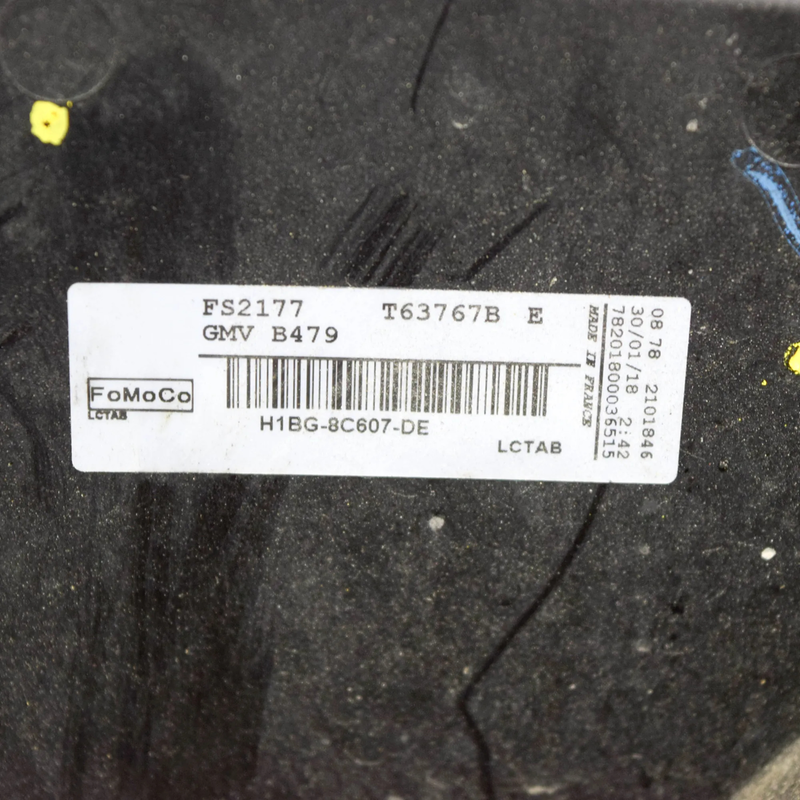 FS2177 T63767B E
GMV B479
FoMoCo
LCTAB
H1BG-8C607-DE
LCTAB
MADE IN FRANCE
782018000036515
30/01/18 2:42
08 78 2101846